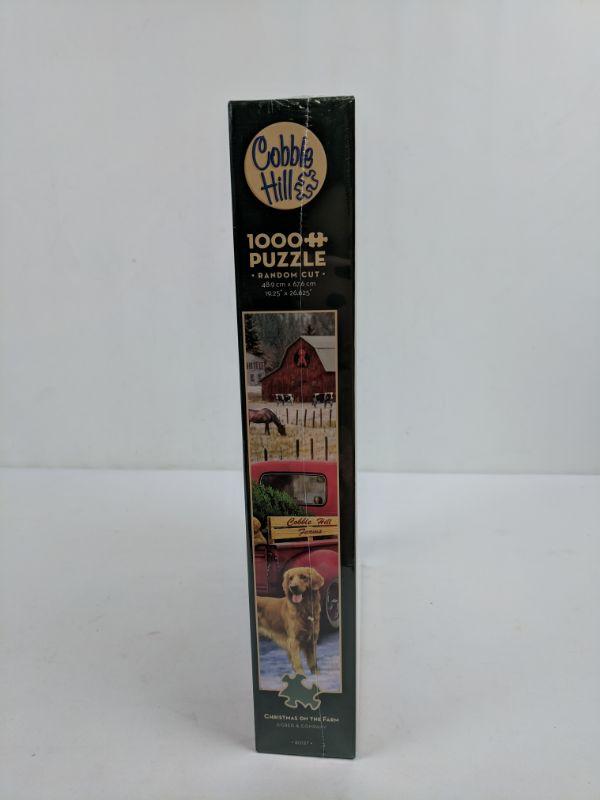 Cobble
Hill
1000
PUZZLE
• RANDOM CUT •
48.9 cm x 67.6 cm
19.25" x 26.625"
Cobble Hill
Farms
CHRISTMAS ON THE FARM